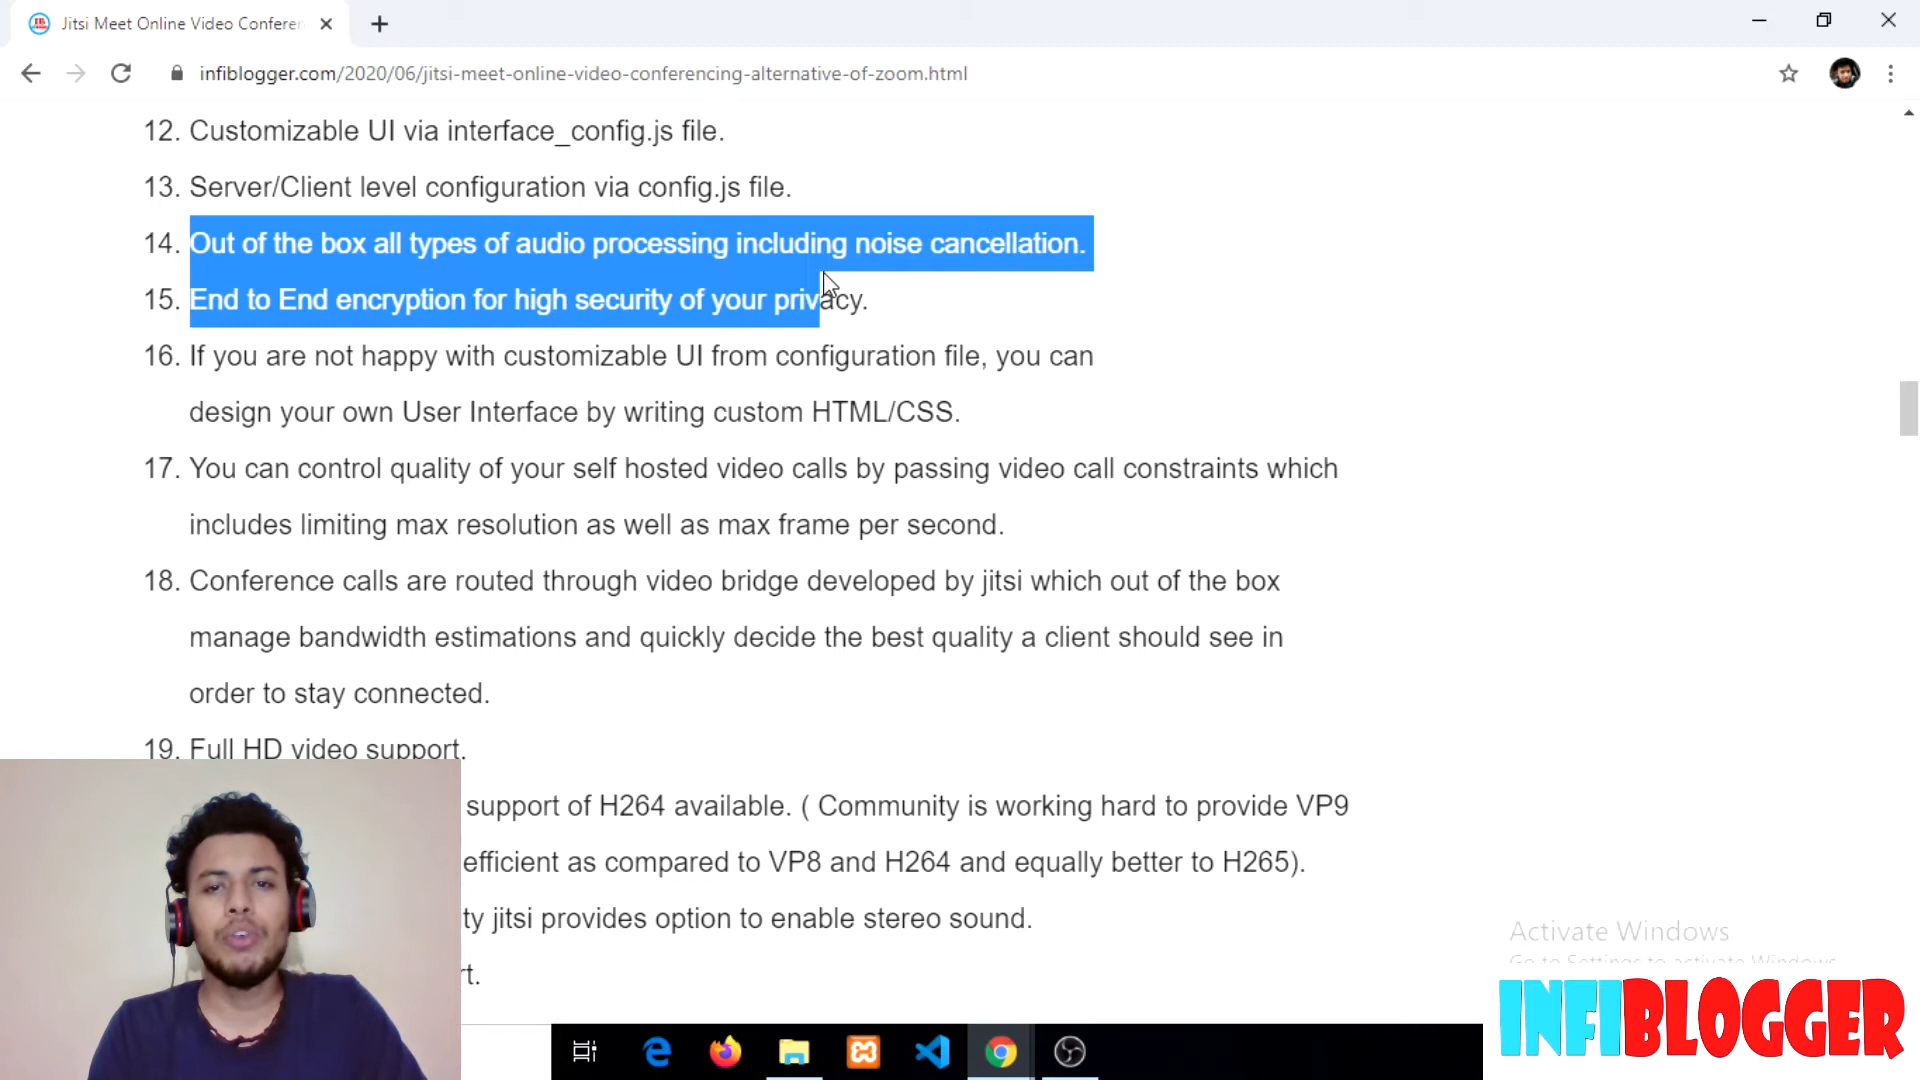 Jitsi Meet Online Video Conferen
infiblogger.com/2020/06/jitsi-meet-online-video-conferencing-alternative-of-zoom.html
12. Customizable UI via interface_config.js file.
13. Server/Client level configuration via config.js file.
14. Out of the box all types of audio processing including noise cancellation.
15. End to End encryption for high security of your privacy.
16. If you are not happy with customizable UI from configuration file, you can
design your own User Interface by writing custom HTML/CSS.
17. You can control quality of your self hosted video calls by passing video call constraints which
includes limiting max resolution as well as max frame per second.
18. Conference calls are routed through video bridge developed by jitsi which out of the box
manage bandwidth estimations and quickly decide the best quality a client should see in
order to stay connected.
19. Full HD video support.
support of H264 available. ( Community is working hard to provide VP9
efficient as compared to VP8 and H264 and equally better to H265).
ty jitsi provides option to enable stereo sound.
rt.
Activate Windows
Go to Settings to activate Windows.
INFIBLOGGER